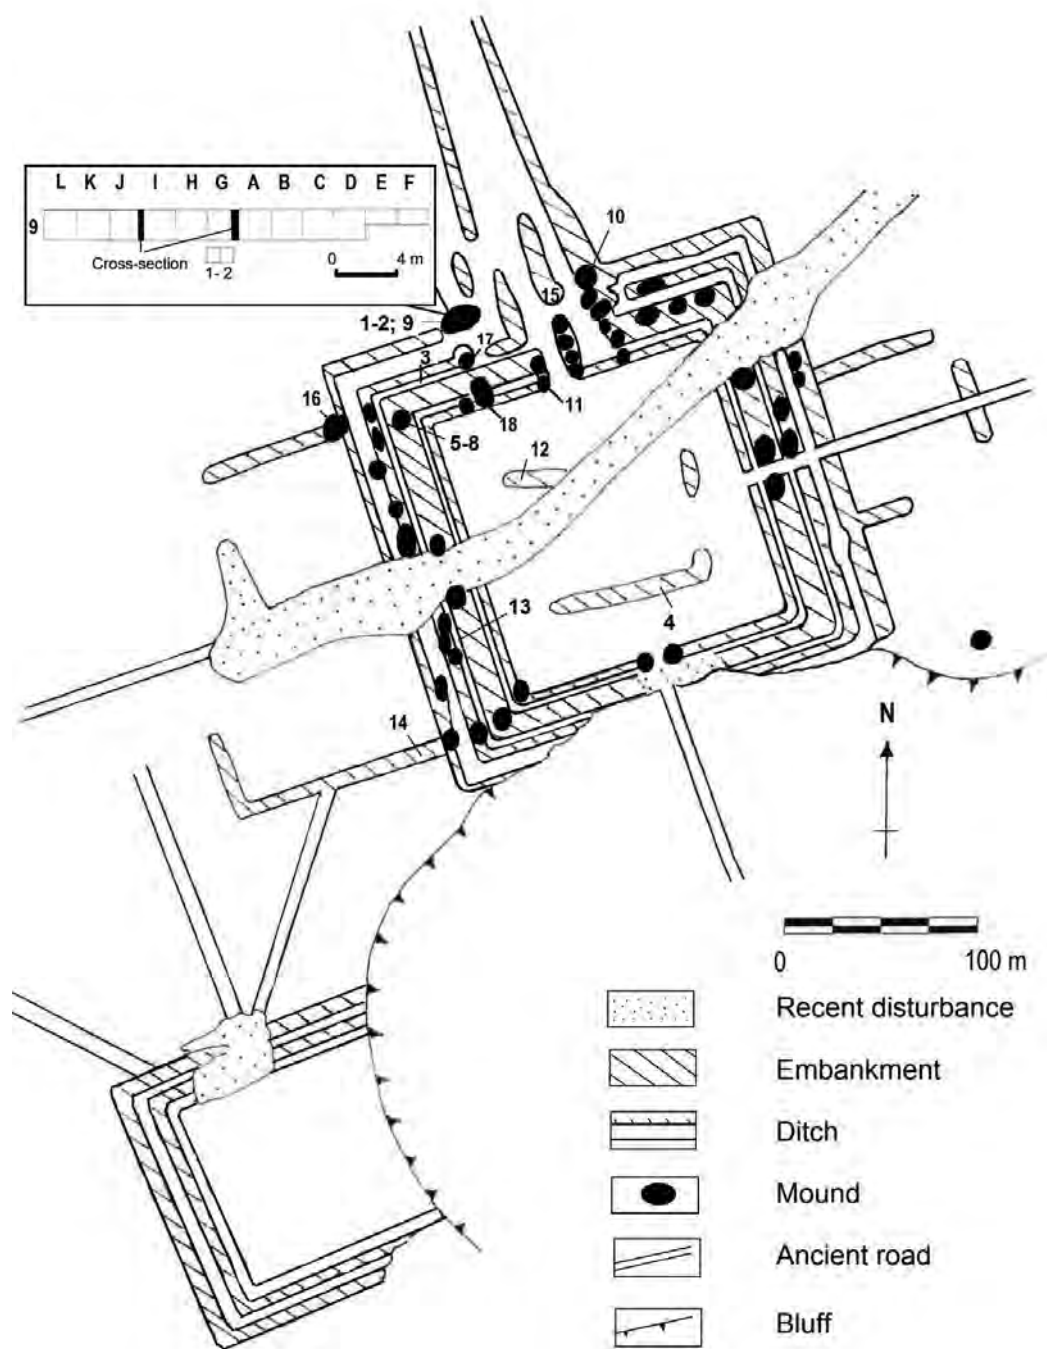 L K J I H G A B C D E F
9
Cross-section
1-2
0 4 m
10
15
1-2; 9
17
3
16
11
18
5-8
12
13
4
14
N
0 100 m
Recent disturbance
Embankment
Ditch
Mound
Ancient road
Bluff